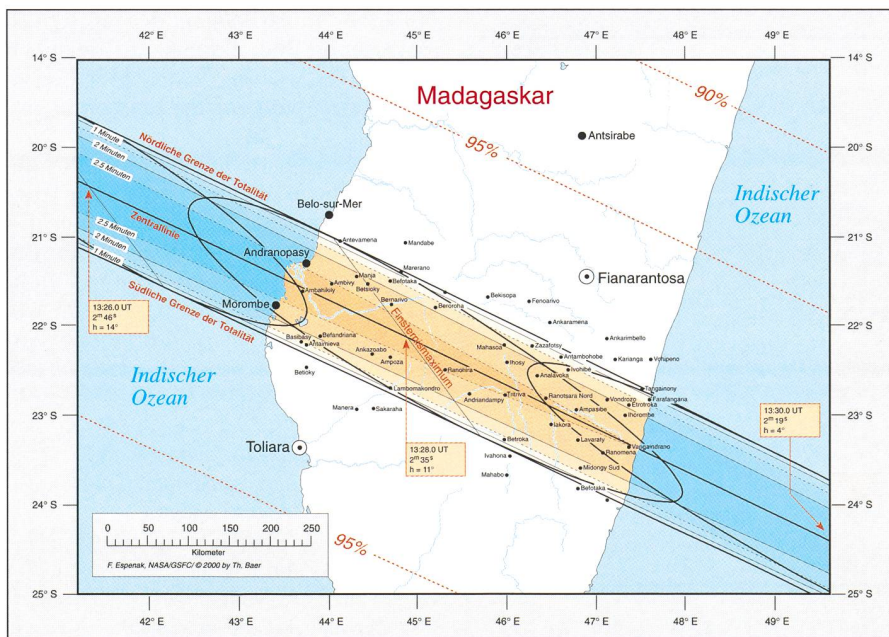 42° E
43° E
44° E
45° E
46° E
47° E
48° E
49° E
14° S
14° S
Madagaskar
90%
95%
Antsirabe
20° S
20° S
1 Minute
2 Minuten
2.5 Minuten
Nördliche Grenze der Totalität
Zentrallinie
2.5 Minuten
2 Minuten
1 Minute
Südliche Grenze der Totalität
Indischer
Ozean
Belo-sur-Mer
21° S
21° S
Antevamena
Mandabe
Andranopasy
Marerano
Manja
Befotaka
Ambivy
Betsioky
Ambahikily
Fianarantosa
Bekisopa
Fenoarivo
Beroroha
Bernarivo
Morombe
13:26.0 UT
2ᵐ 46ˢ
h = 14°
22° S
22° S
Ankaramena
Ankarimbello
Basibasy
Befandriana
Antaimieva
Ankazoabo
Ampoza
Finsternismaximum
Mahasoa
Zazafotsy
Ihosy
Antambohobe
Ivohibe
Karianga
Vohipeno
Ranohira
Analavoka
Betioky
Lambomakondro
Tangainony
Indischer
Ozean
Andriandampy
Tritriva
Ranotsara Nord
Vondrozo
Farafangana
Etrotroka
Manera
Sakaraha
Ampasibe
Ihorombe
23° S
23° S
Iakora
13:30.0 UT
2ᵐ 19ˢ
h = 4°
Toliara
13:28.0 UT
2ᵐ 35ˢ
h = 11°
Betroka
Lavaraty
Vangaindrano
Ranomena
Ivahona
Midongy Sud
Mahabo
Befotaka
24° S
24° S
95%
0 50 100 150 200 250
Kilometer
F. Espenak, NASA/GSFC/ © 2000 by Th. Baer
25° S
25° S
42° E
43° E
44° E
45° E
46° E
47° E
48° E
49° E